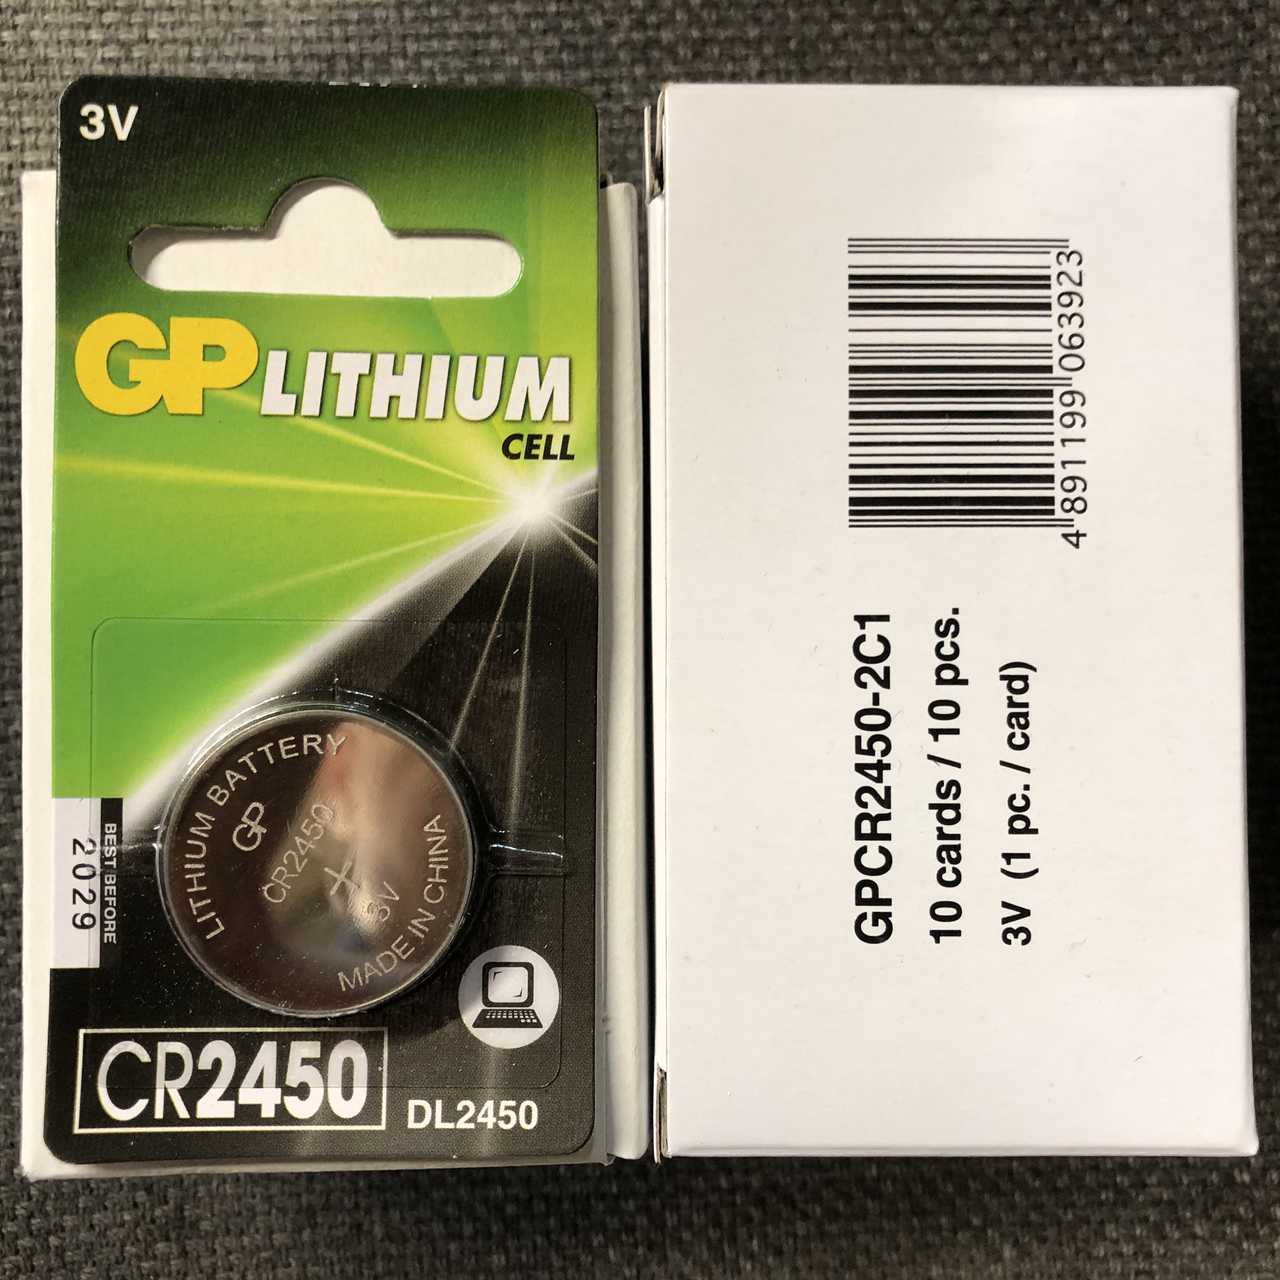 3V
GP LITHIUM
CELL
LITHIUM BATTERY
GP
CR2450
+
3V
MADE IN CHINA
BEST BEFORE
2029
CR2450
DL2450
4 891199 063923
GPCR2450-2C1
10 cards / 10 pcs.
3V (1 pc. / card)